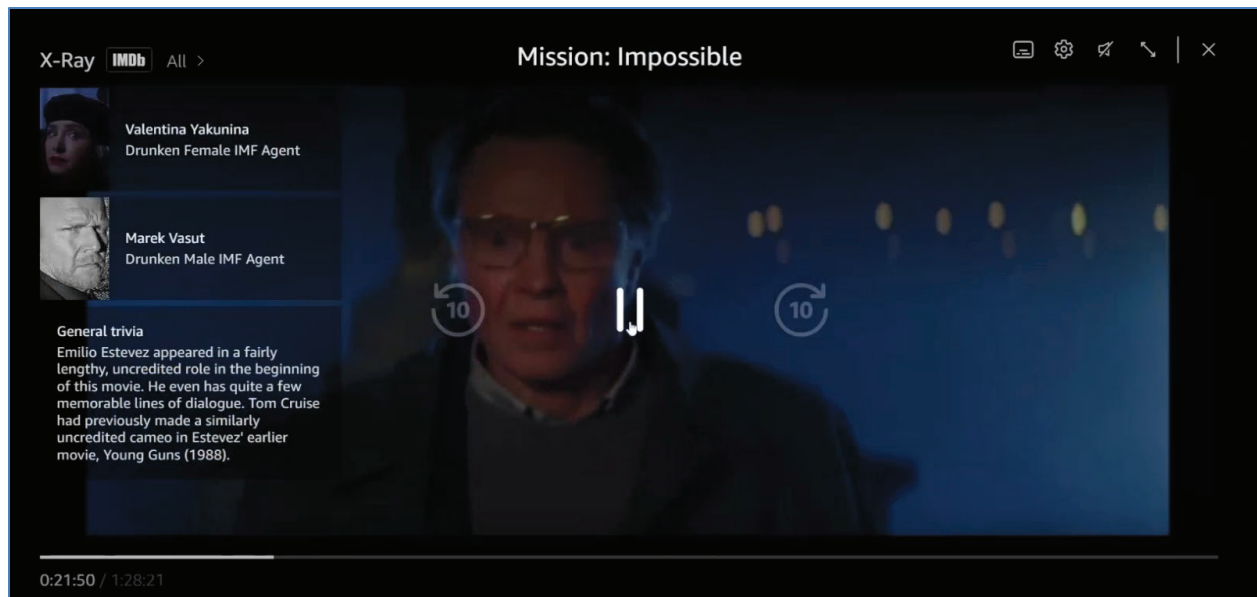 X-Ray IMDb All >
Mission: Impossible
Valentina Yakunina
Drunken Female IMF Agent
Marek Vasut
Drunken Male IMF Agent
General trivia
Emilio Estevez appeared in a fairly
lengthy, uncredited role in the beginning
of this movie. He even has quite a few
memorable lines of dialogue. Tom Cruise
had previously made a similarly
uncredited cameo in Estevez' earlier
movie, Young Guns (1988).
10
10
0:21:50 / 1:28:21